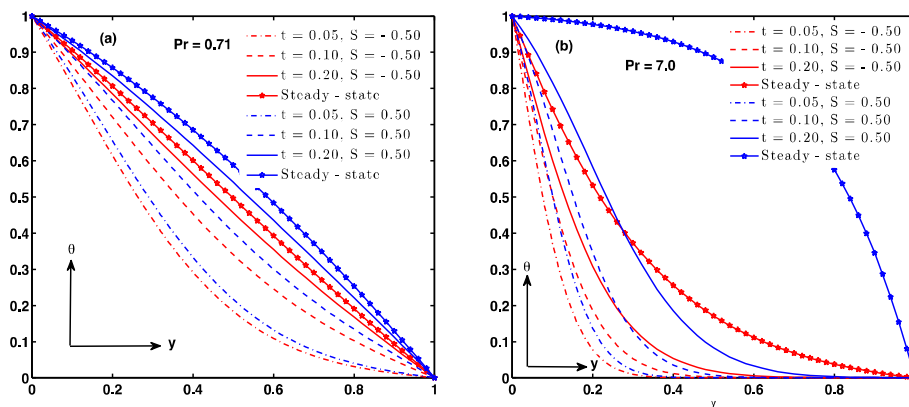 (a)
Pr = 0.71
t = 0.05, S = - 0.50
t = 0.10, S = - 0.50
t = 0.20, S = - 0.50
Steady - state
t = 0.05. S = 0.50
t = 0.10, S = 0.50
t = 0.20, S = 0.50
Steady - state
1
0.9
0.8
0.7
0.6
0.5
0.4
0.3
0.2
0.1
0
θ
y
0
0.2
0.4
0.6
0.8
1
(b)
Pr = 7.0
t = 0.05, S = - 0.50
t = 0.10, S = - 0.50
t = 0.20, S = - 0.50
Steady - state
t = 0.05, S = 0.50
t = 0.10, S = 0.50
t = 0.20, S = 0.50
Steady - state
1
0.9
0.8
0.7
0.6
0.5
0.4
0.3
0.2
0.1
0
θ
y
0
0.2
0.4
0.6
0.8